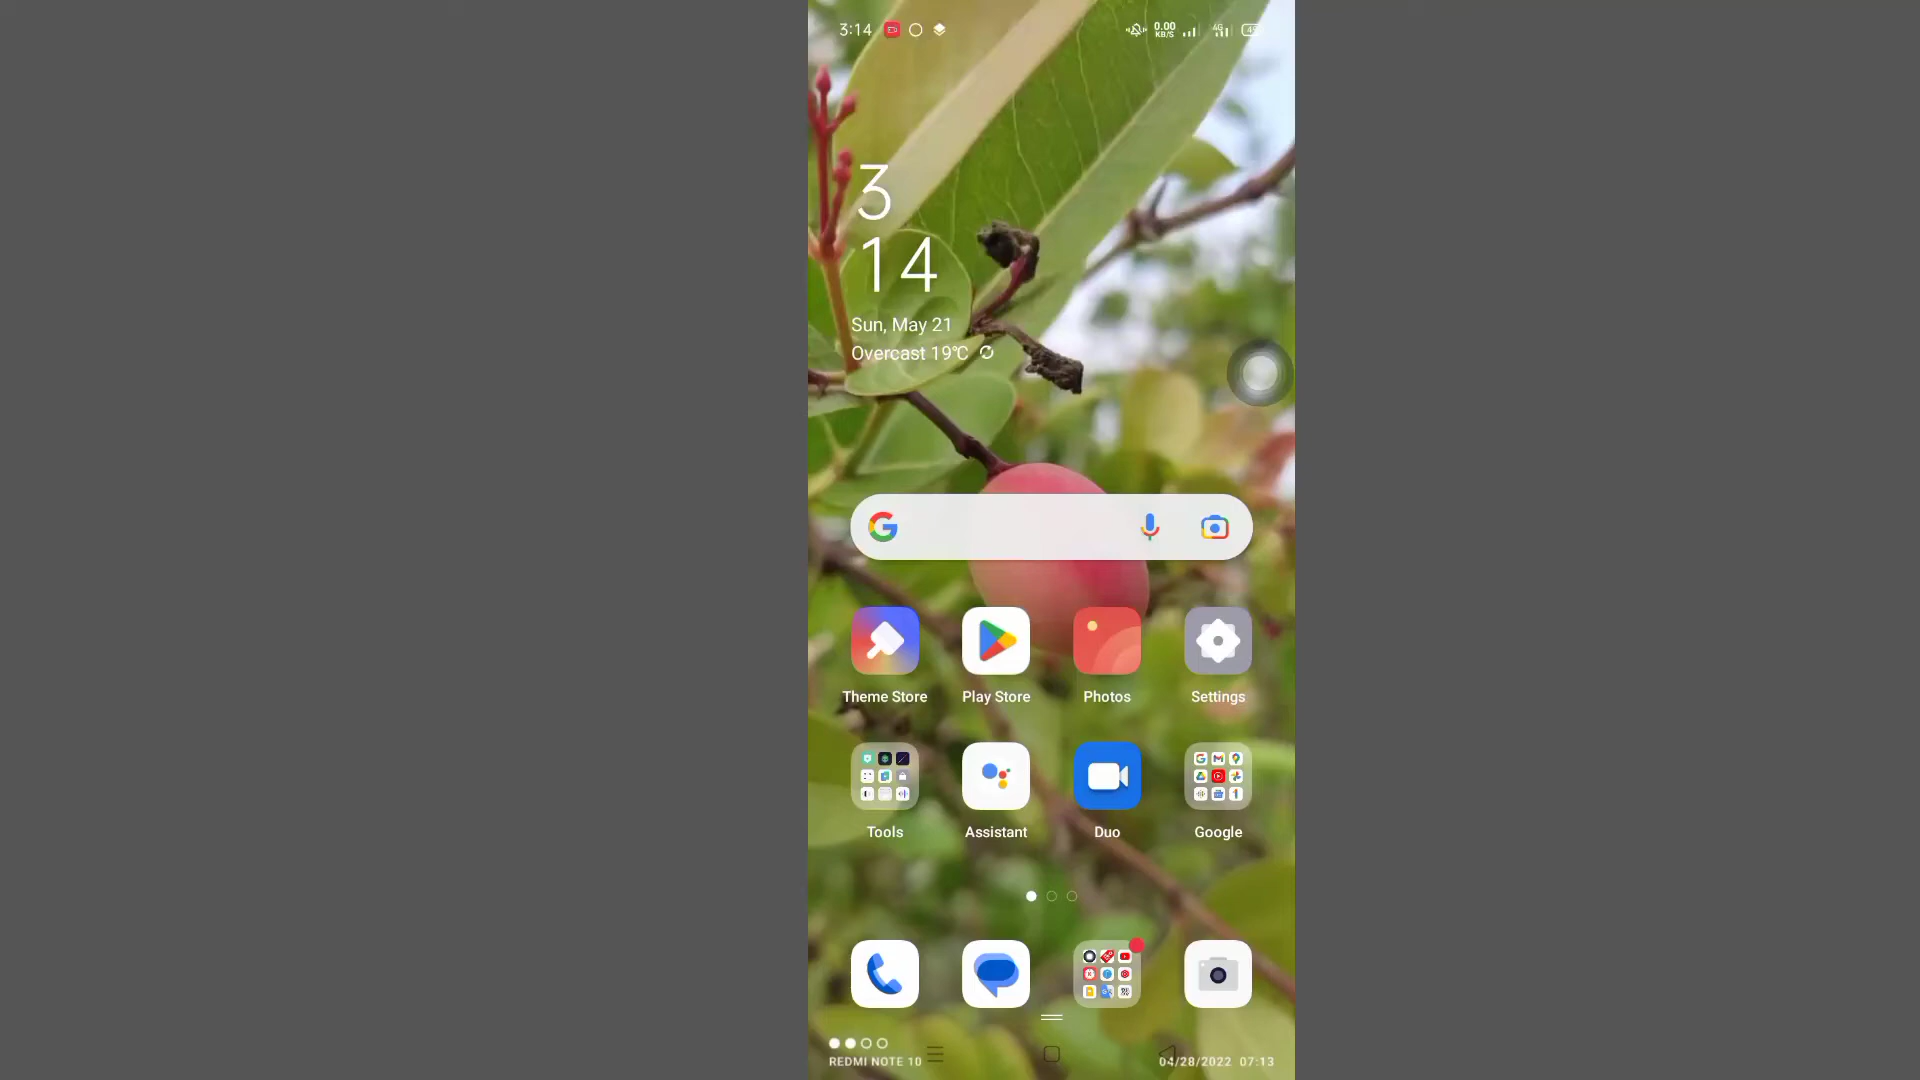 3:14
0.00
KB/S
4G
3
14
Sun, May 21
Overcast 19°C
Theme Store
Play Store
Photos
Settings
Tools
Assistant
Duo
Google
REDMI NOTE 10
04/28/2022 07:13